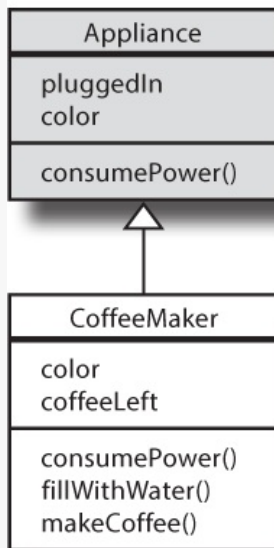 Appliance
pluggedIn
color
consumePower()
CoffeeMaker
color
coffeeLeft
consumePower()
fillWithWater()
makeCoffee()